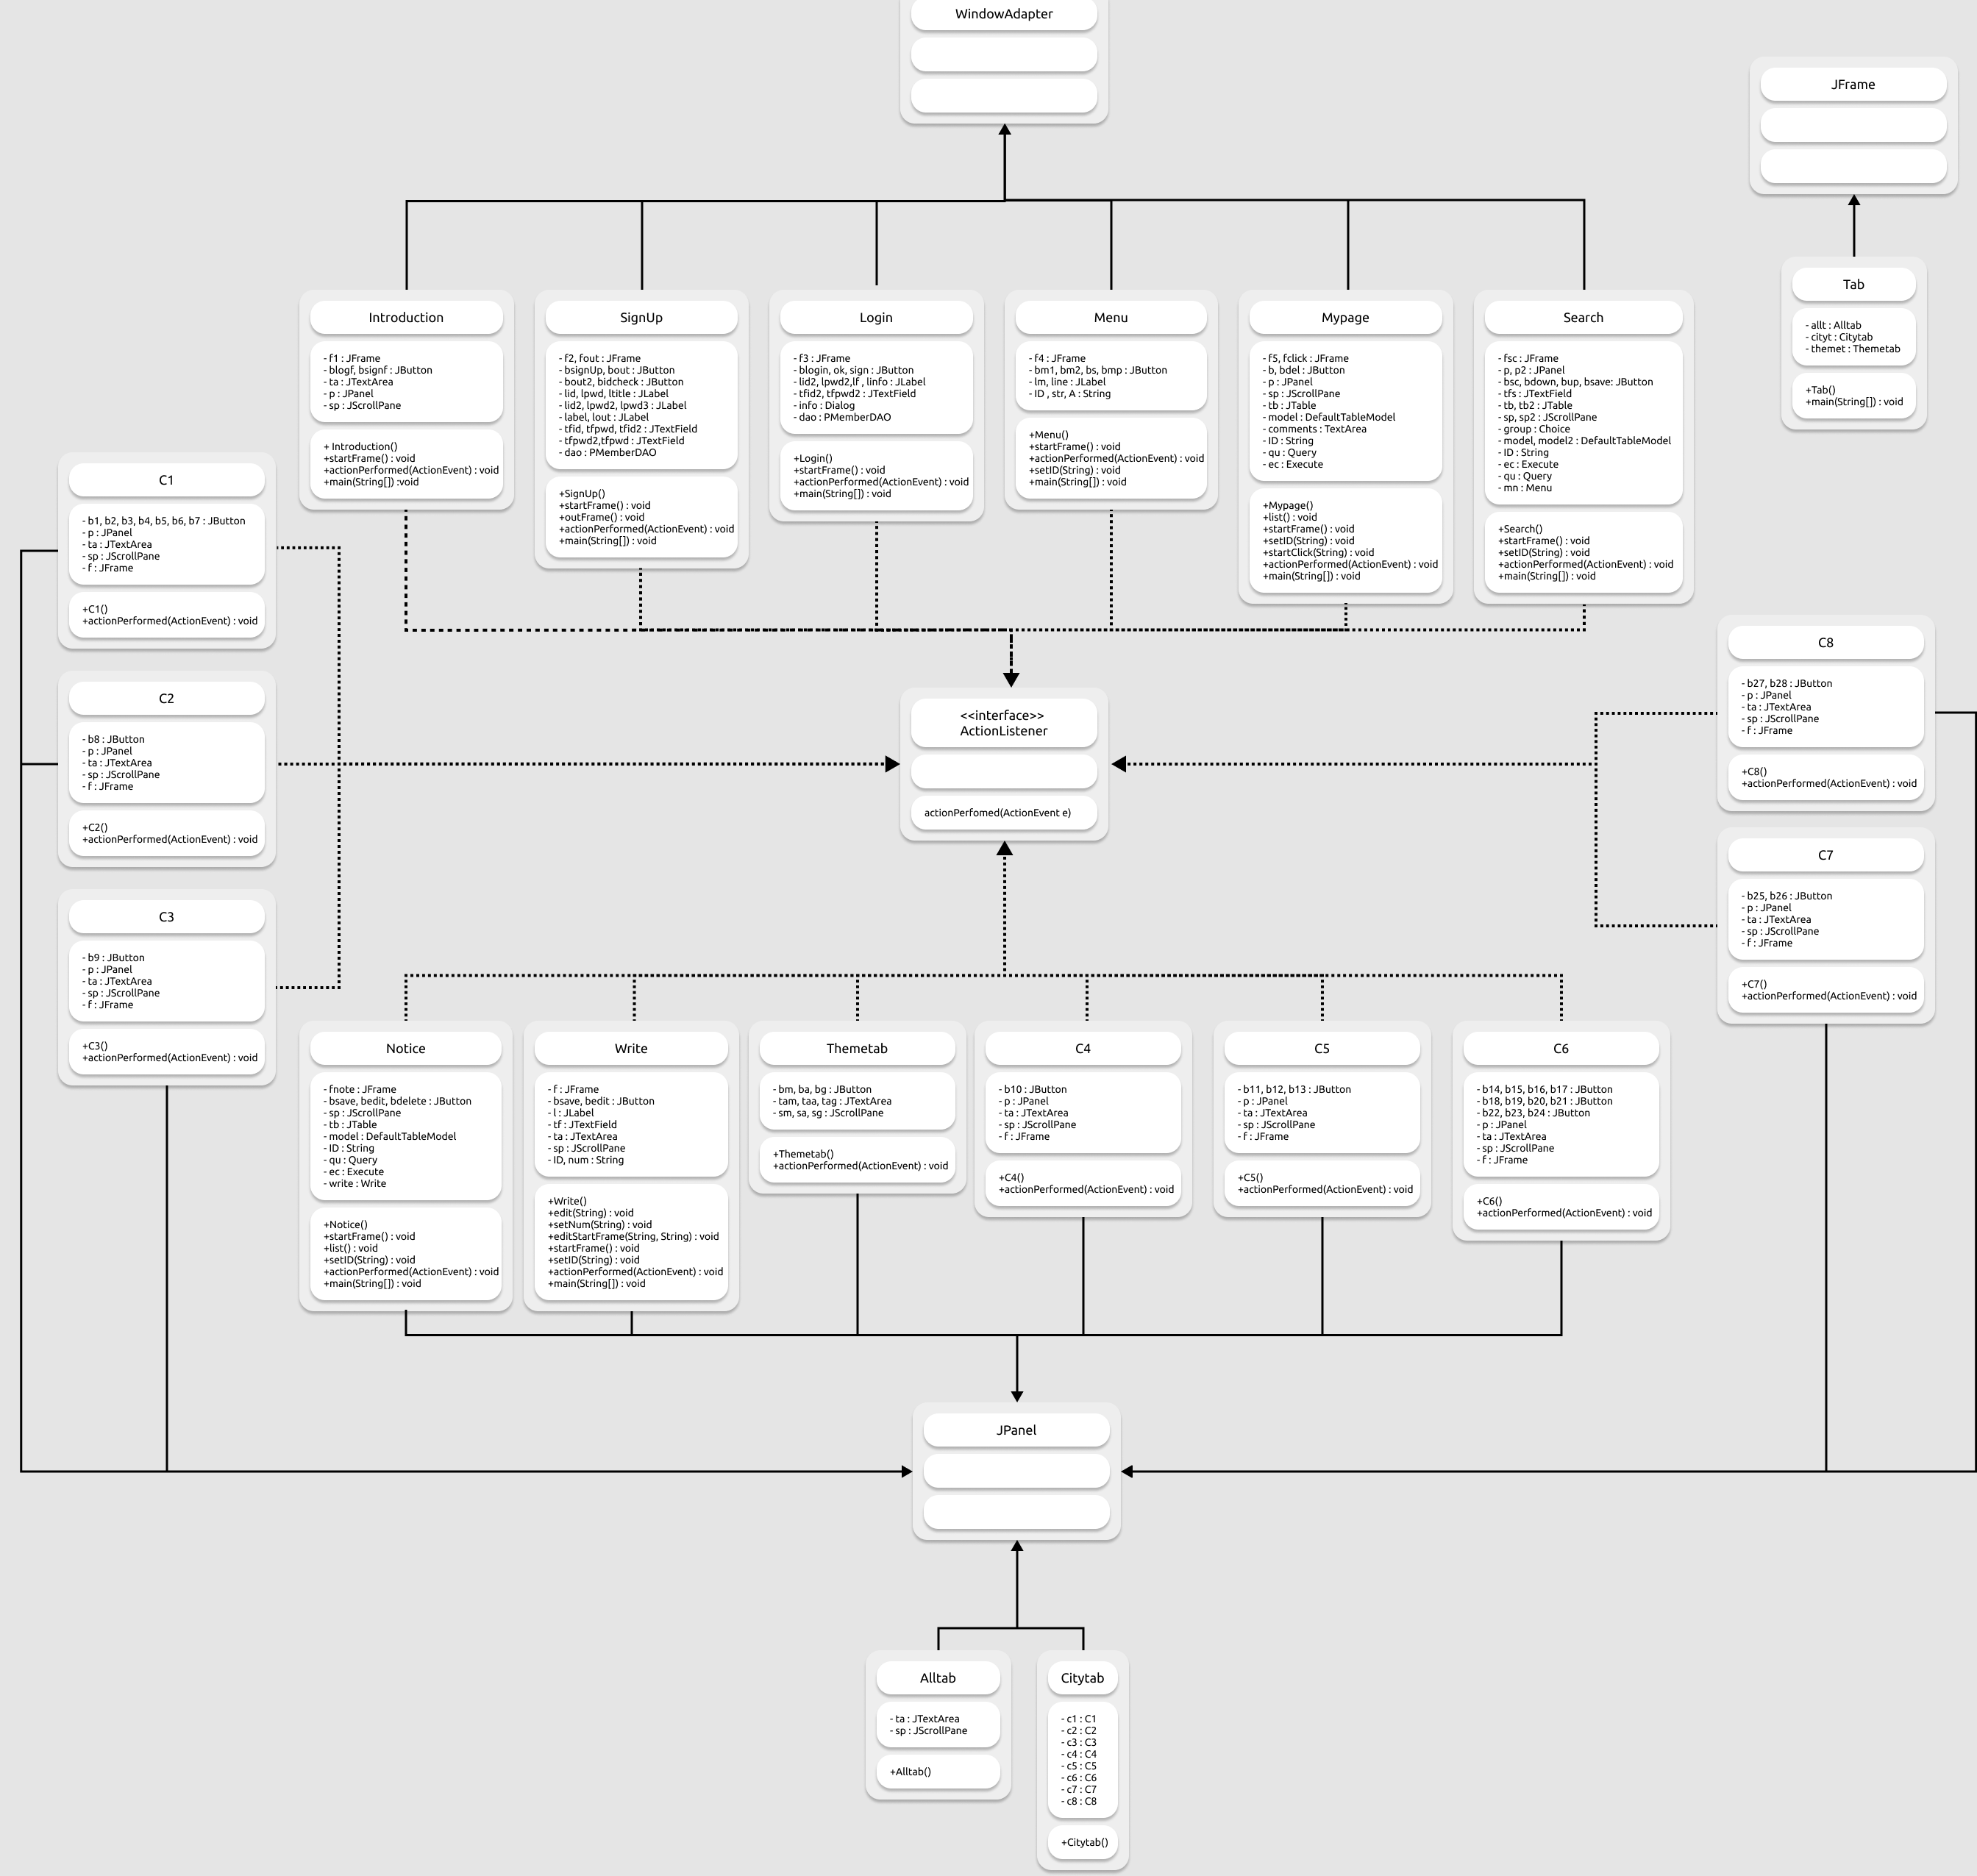 WindowAdapter
JFrame
Tab
- allt : Alltab
- cityt : Citytab
- themet : Themetab
+Tab()
+main(String[]) : void
Introduction
- f1 : JFrame
- blogf, bsignf : JButton
- ta : JTextArea
- p : JPanel
- sp : JScrollPane
+ Introduction()
+startFrame() : void
+actionPerformed(ActionEvent) : void
+main(String[]) :void
SignUp
- f2, fout : JFrame
- bsignUp, bout : JButton
- bout2, bidcheck : JButton
- lid, lpwd, ltitle : JLabel
- lid2, lpwd2, lpwd3 : JLabel
- label, lout : JLabel
- tfid, tfpwd, tfid2 : JTextField
- tfpwd2,tfpwd : JTextField
- dao : PMemberDAO
+SignUp()
+startFrame() : void
+outFrame() : void
+actionPerformed(ActionEvent) : void
+main(String[]) : void
Login
- f3 : JFrame
- blogin, ok, sign : JButton
- lid2, lpwd2,lf , linfo : JLabel
- tfid2, tfpwd2 : JTextField
- info : Dialog
- dao : PMemberDAO
+Login()
+startFrame() : void
+actionPerformed(ActionEvent) : void
+main(String[]) : void
Menu
- f4 : JFrame
- bm1, bm2, bs, bmp : JButton
- lm, line : JLabel
- ID , str, A : String
+Menu()
+startFrame() : void
+actionPerformed(ActionEvent) : void
+setID(String) : void
+main(String[]) : void
Mypage
- f5, fclick : JFrame
- b, bdel : JButton
- p : JPanel
- sp : JScrollPane
- tb : JTable
- model : DefaultTableModel
- comments : TextArea
- ID : String
- qu : Query
- ec : Execute
+Mypage()
+list() : void
+startFrame() : void
+setID(String) : void
+startClick(String) : void
+actionPerformed(ActionEvent) : void
+main(String[]) : void
Search
- fsc : JFrame
- p, p2 : JPanel
- bsc, bdown, bup, bsave: JButton
- tfs : JTextField
- tb, tb2 : JTable
- sp, sp2 : JScrollPane
- group : Choice
- model, model2 : DefaultTableModel
- ID : String
- ec : Execute
- qu : Query
- mn : Menu
+Search()
+startFrame() : void
+setID(String) : void
+actionPerformed(ActionEvent) : void
+main(String[]) : void
C1
- b1, b2, b3, b4, b5, b6, b7 : JButton
- p : JPanel
- ta : JTextArea
- sp : JScrollPane
- f : JFrame
+C1()
+actionPerformed(ActionEvent) : void
C2
- b8 : JButton
- p : JPanel
- ta : JTextArea
- sp : JScrollPane
- f : JFrame
+C2()
+actionPerformed(ActionEvent) : void
C3
- b9 : JButton
- p : JPanel
- ta : JTextArea
- sp : JScrollPane
- f : JFrame
+C3()
+actionPerformed(ActionEvent) : void
<<interface>>
ActionListener
actionPerfomed(ActionEvent e)
C8
- b27, b28 : JButton
- p : JPanel
- ta : JTextArea
- sp : JScrollPane
- f : JFrame
+C8()
+actionPerformed(ActionEvent) : void
C7
- b25, b26 : JButton
- p : JPanel
- ta : JTextArea
- sp : JScrollPane
- f : JFrame
+C7()
+actionPerformed(ActionEvent) : void
Notice
- fnote : JFrame
- bsave, bedit, bdelete : JButton
- sp : JScrollPane
- tb : JTable
- model : DefaultTableModel
- ID : String
- qu : Query
- ec : Execute
- write : Write
+Notice()
+startFrame() : void
+list() : void
+setID(String) : void
+actionPerformed(ActionEvent) : void
+main(String[]) : void
Write
- f : JFrame
- bsave, bedit : JButton
- l : JLabel
- tf : JTextField
- ta : JTextArea
- sp : JScrollPane
- ID, num : String
+Write()
+edit(String) : void
+setNum(String) : void
+editStartFrame(String, String) : void
+startFrame() : void
+setID(String) : void
+actionPerformed(ActionEvent) : void
+main(String[]) : void
Themetab
- bm, ba, bg : JButton
- tam, taa, tag : JTextArea
- sm, sa, sg : JScrollPane
+Themetab()
+actionPerformed(ActionEvent) : void
C4
- b10 : JButton
- p : JPanel
- ta : JTextArea
- sp : JScrollPane
- f : JFrame
+C4()
+actionPerformed(ActionEvent) : void
C5
- b11, b12, b13 : JButton
- p : JPanel
- ta : JTextArea
- sp : JScrollPane
- f : JFrame
+C5()
+actionPerformed(ActionEvent) : void
C6
- b14, b15, b16, b17 : JButton
- b18, b19, b20, b21 : JButton
- b22, b23, b24 : JButton
- p : JPanel
- ta : JTextArea
- sp : JScrollPane
- f : JFrame
+C6()
+actionPerformed(ActionEvent) : void
JPanel
Alltab
- ta : JTextArea
- sp : JScrollPane
+Alltab()
Citytab
- c1 : C1
- c2 : C2
- c3 : C3
- c4 : C4
- c5 : C5
- c6 : C6
- c7 : C7
- c8 : C8
+Citytab()